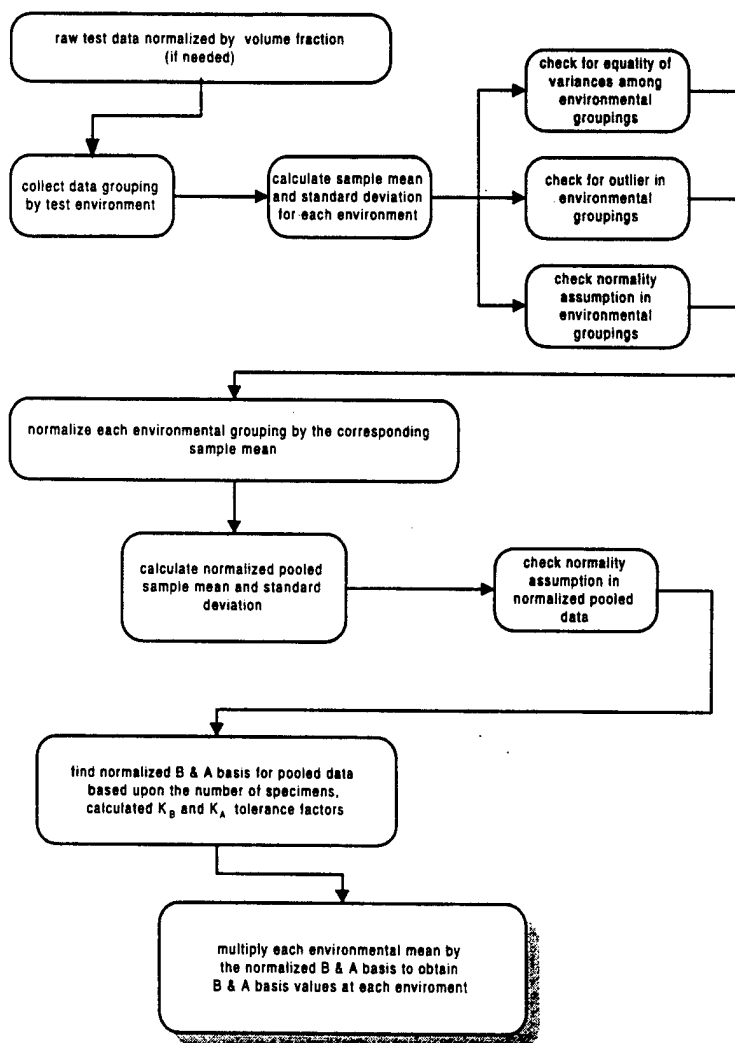 raw test data normalized by volume fraction
(if needed)
check for equality of
variances among
environmental
groupings
collect data grouping
by test environment
calculate sample mean
and standard deviation
for each environment
check for outlier in
environmental
groupings
check normality
assumption in
environmental
groupings
normalize each environmental grouping by the corresponding
sample mean
calculate normalized pooled
sample mean and standard
deviation
check normality
assumption in
normalized pooled
data
find normalized B & A basis for pooled data
based upon the number of specimens,
calculated K_B and K_A tolerance factors
multiply each environmental mean by
the normalized B & A basis to obtain
B & A basis values at each enviroment